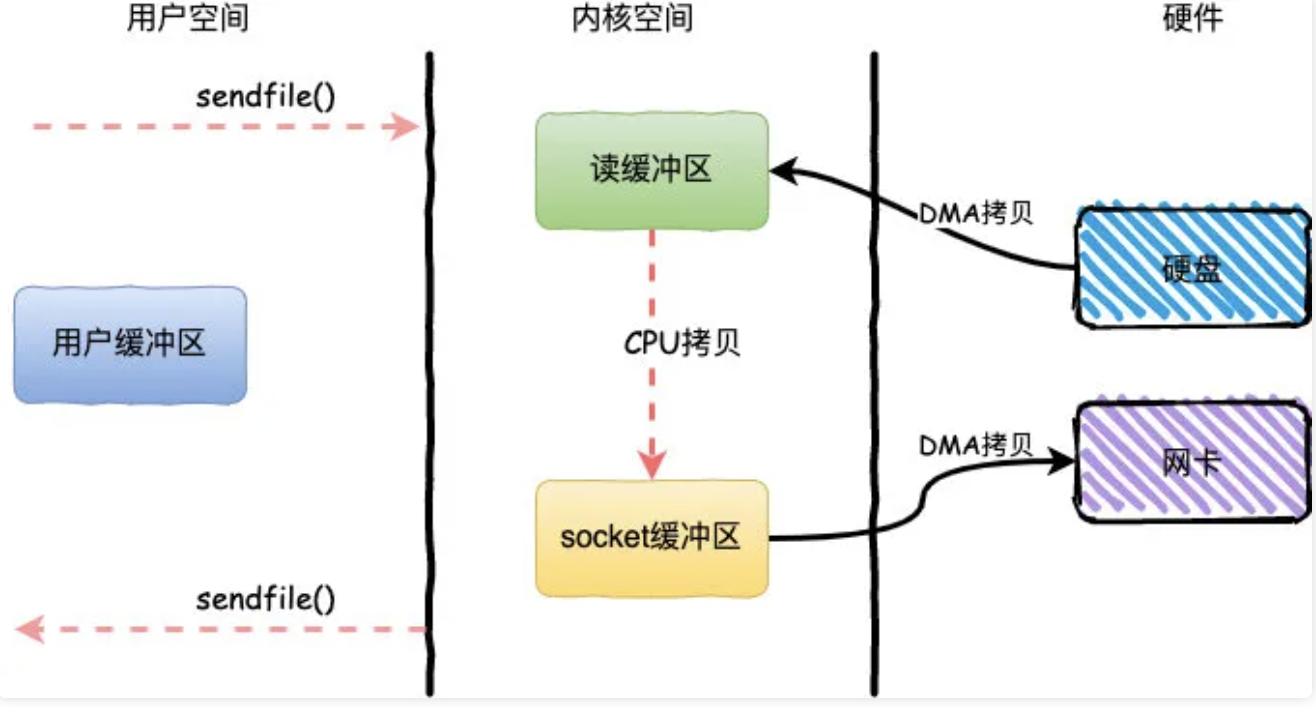 用户空间
内核空间
硬件
sendfile()
读缓冲区
DMA拷贝
硬盘
用户缓冲区
CPU拷贝
DMA拷贝
网卡
socket缓冲区
sendfile()